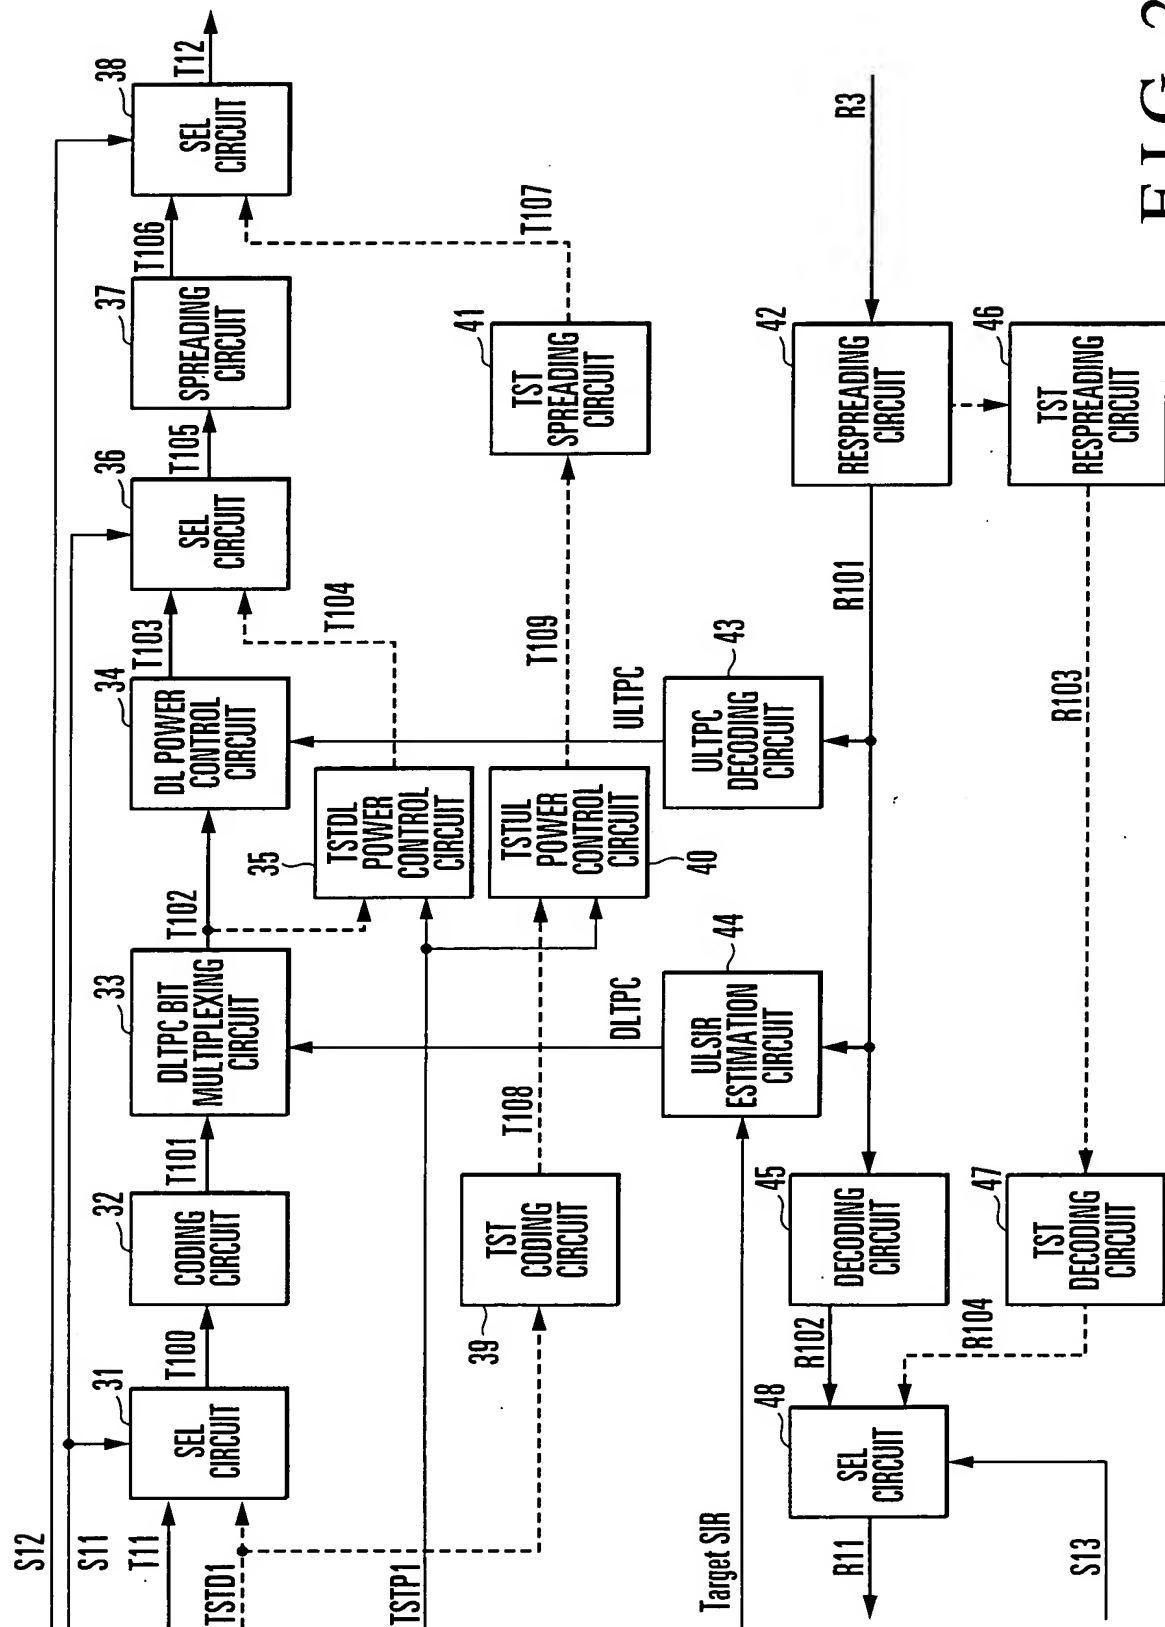 S12
S11
T11
TSTD1
TSTP1
Target SIR
R11
S13
31
SEL
CIRCUIT
T100
32
CODING
CIRCUIT
T101
33
DLTPC BIT
MULTIPLEXING
CIRCUIT
T102
34
DL POWER
CONTROL
CIRCUIT
T103
36
SEL
CIRCUIT
T105
37
SPREADING
CIRCUIT
T106
38
SEL
CIRCUIT
T12
35
TSTDL
POWER
CONTROL
CIRCUIT
T104
39
TST
CODING
CIRCUIT
T108
TSTUL
POWER
CONTROL
CIRCUIT
40
T109
41
TST
SPREADING
CIRCUIT
T107
DLTPC
44
ULSIR
ESTIMATION
CIRCUIT
ULTPC
43
ULTPC
DECODING
CIRCUIT
48
SEL
CIRCUIT
R102
45
DECODING
CIRCUIT
R101
42
RESPREADING
CIRCUIT
R3
R104
47
TST
DECODING
CIRCUIT
R103
46
TST
RESPREADING
CIRCUIT
FIG. 2